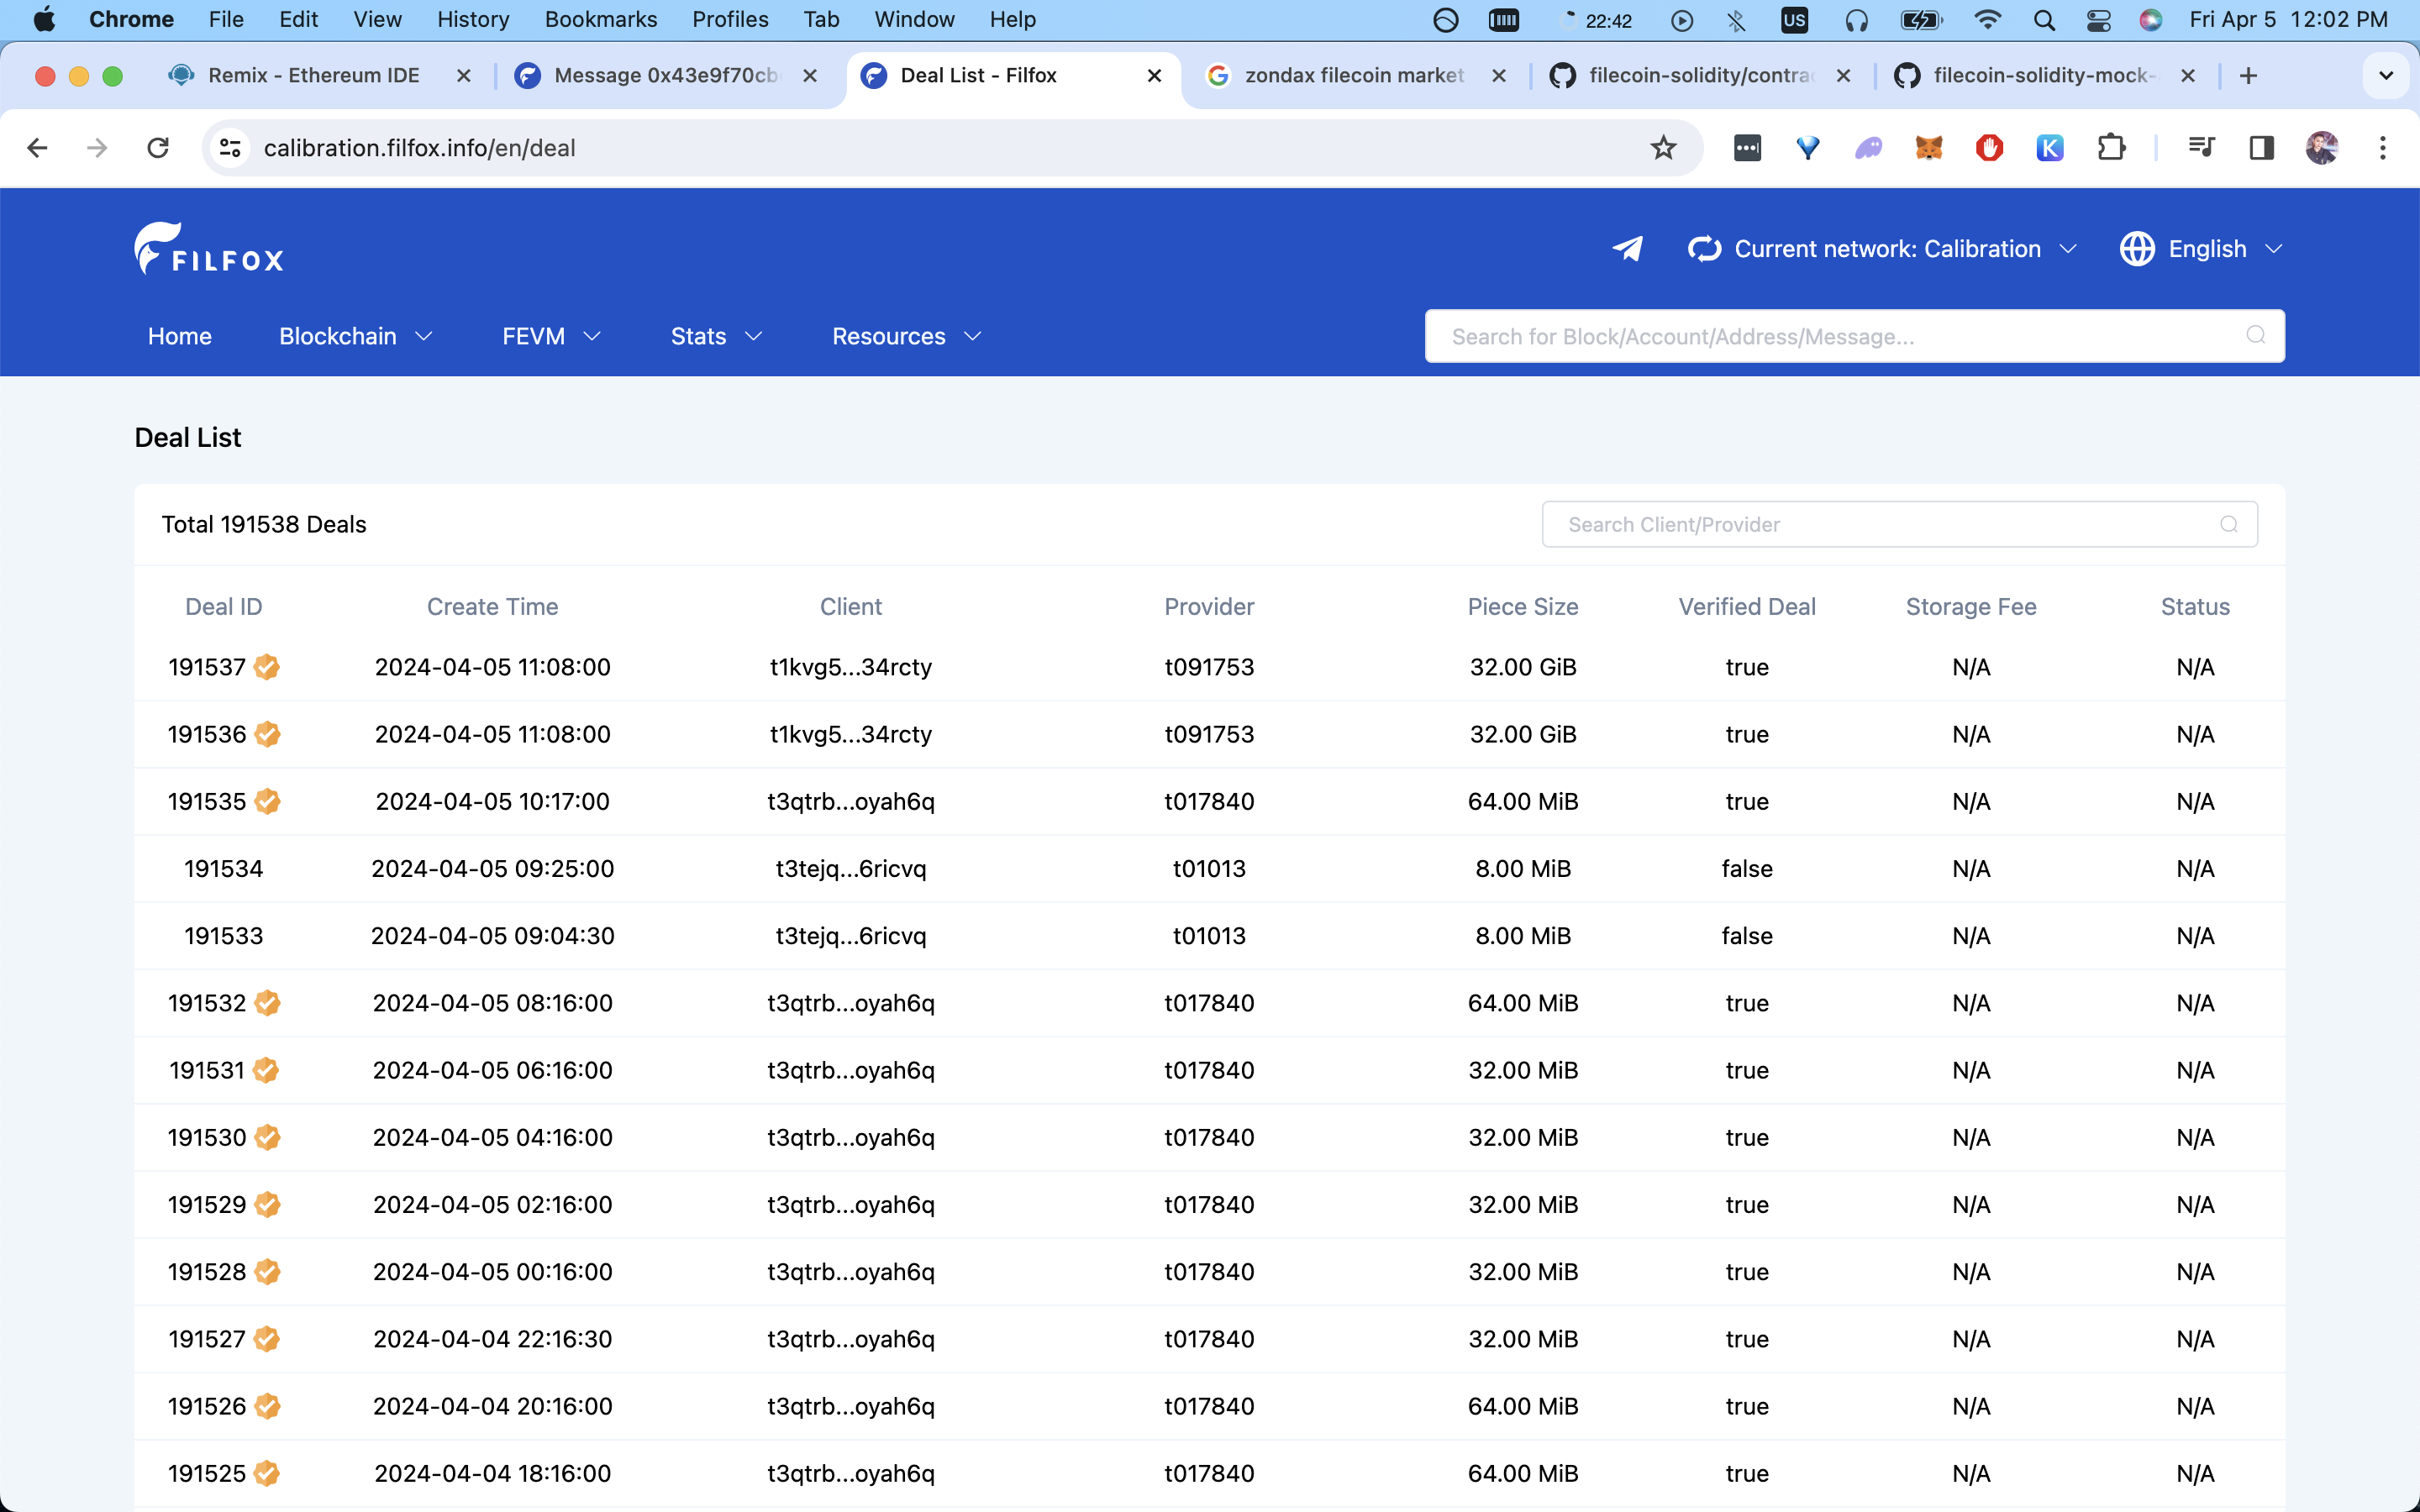 Chrome File Edit View History Bookmarks Profiles Tab Window Help 22:42 US Fri Apr 5 12:02 PM
Remix - Ethereum IDE Message 0x43e9f70cb Deal List - Filfox zondax filecoin market filecoin-solidity/contra filecoin-solidity-mock-
calibration.filfox.info/en/deal K
FILFOX Current network: Calibration English
Home Blockchain FEVM Stats Resources Search for Block/Account/Address/Message...
Deal List
Total 191538 Deals Search Client/Provider
Deal ID Create Time Client Provider Piece Size Verified Deal Storage Fee Status
191537 2024-04-05 11:08:00 t1kvg5...34rcty t091753 32.00 GiB true N/A N/A
191536 2024-04-05 11:08:00 t1kvg5...34rcty t091753 32.00 GiB true N/A N/A
191535 2024-04-05 10:17:00 t3qtrb...oyah6q t017840 64.00 MiB true N/A N/A
191534 2024-04-05 09:25:00 t3tejq...6ricvq t01013 8.00 MiB false N/A N/A
191533 2024-04-05 09:04:30 t3tejq...6ricvq t01013 8.00 MiB false N/A N/A
191532 2024-04-05 08:16:00 t3qtrb...oyah6q t017840 64.00 MiB true N/A N/A
191531 2024-04-05 06:16:00 t3qtrb...oyah6q t017840 32.00 MiB true N/A N/A
191530 2024-04-05 04:16:00 t3qtrb...oyah6q t017840 32.00 MiB true N/A N/A
191529 2024-04-05 02:16:00 t3qtrb...oyah6q t017840 32.00 MiB true N/A N/A
191528 2024-04-05 00:16:00 t3qtrb...oyah6q t017840 32.00 MiB true N/A N/A
191527 2024-04-04 22:16:30 t3qtrb...oyah6q t017840 32.00 MiB true N/A N/A
191526 2024-04-04 20:16:00 t3qtrb...oyah6q t017840 64.00 MiB true N/A N/A
191525 2024-04-04 18:16:00 t3qtrb...oyah6q t017840 64.00 MiB true N/A N/A